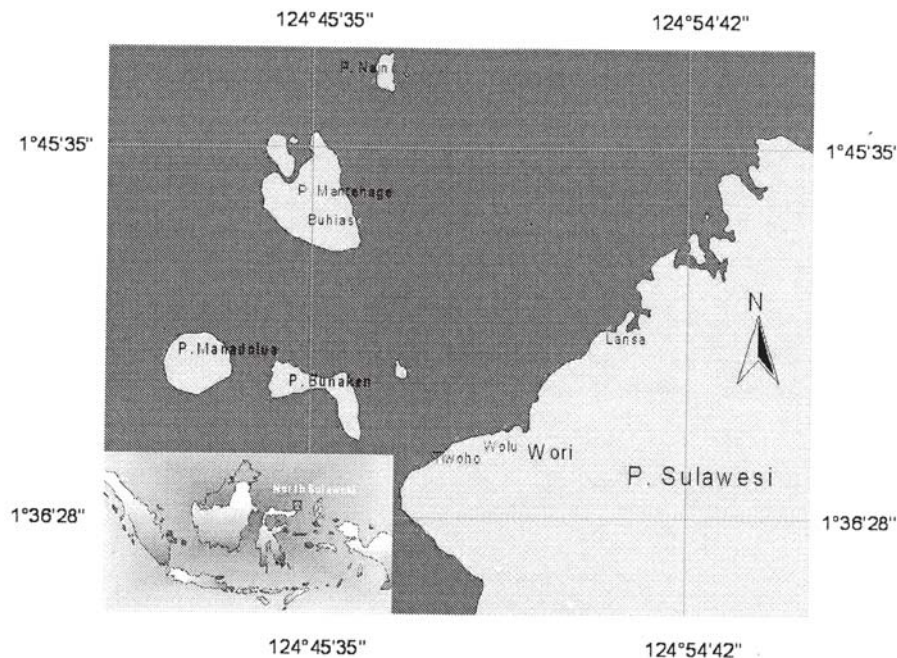 124°45'35" 124°54'42"
P. Nain
1°45'35" 1°45'35"
P. Mantehage
Buhias
N
Lansa
P. Manadotua
P. Bunaken
Wolu Wori
Tiwoho
P. Sulawesi
North Sulawesi
1°36'28" 1°36'28"
124°45'35" 124°54'42"